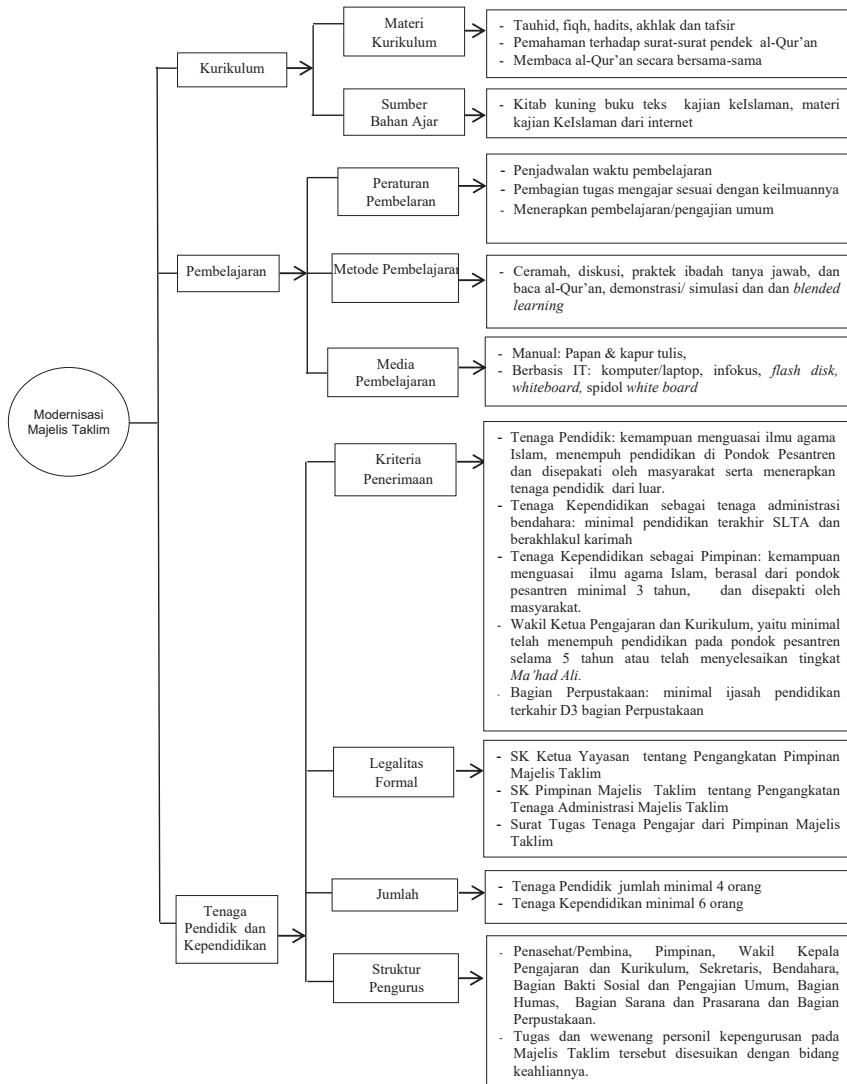 Modernisasi
Majelis Taklim
Kurikulum
Materi
Kurikulum
- Tauhid, fiqh, hadits, akhlak dan tafsir
- Pemahaman terhadap surat-surat pendek al-Qur'an
- Membaca al-Qur'an secara bersama-sama
Sumber
Bahan Ajar
- Kitab kuning buku teks kajian keIslaman, materi
kajian KeIslaman dari internet
Pembelajaran
Peraturan
Pembelaran
- Penjadwalan waktu pembelajaran
- Pembagian tugas mengajar sesuai dengan keilmuannya
- Menerapkan pembelajaran/pengajian umum
Metode Pembelajaran
- Ceramah, diskusi, praktek ibadah tanya jawab, dan
baca al-Qur'an, demonstrasi/ simulasi dan dan blended
learning
Media
Pembelajaran
- Manual: Papan & kapur tulis,
- Berbasis IT: komputer/laptop, infokus, flash disk,
whiteboard, spidol white board
Tenaga
Pendidik dan
Kependidikan
Kriteria
Penerimaan
- Tenaga Pendidik: kemampuan menguasai ilmu agama
Islam, menempuh pendidikan di Pondok Pesantren
dan disepakati oleh masyarakat serta menerapkan
tenaga pendidik dari luar.
- Tenaga Kependidikan sebagai tenaga administrasi
bendahara: minimal pendidikan terakhir SLTA dan
berakhlakul karimah
- Tenaga Kependidikan sebagai Pimpinan: kemampuan
menguasai ilmu agama Islam, berasal dari pondok
pesantren minimal 3 tahun, dan disepakti oleh
masyarakat.
- Wakil Ketua Pengajaran dan Kurikulum, yaitu minimal
telah menempuh pendidikan pada pondok pesantren
selama 5 tahun atau telah menyelesaikan tingkat
Ma'had Ali.
- Bagian Perpustakaan: minimal ijasah pendidikan
terkahir D3 bagian Perpustakaan
Legalitas
Formal
- SK Ketua Yayasan tentang Pengangkatan Pimpinan
Majelis Taklim
- SK Pimpinan Majelis Taklim tentang Pengangkatan
Tenaga Administrasi Majelis Taklim
- Surat Tugas Tenaga Pengajar dari Pimpinan Majelis
Taklim
Jumlah
- Tenaga Pendidik jumlah minimal 4 orang
- Tenaga Kependidikan minimal 6 orang
Struktur
Pengurus
- Penasehat/Pembina, Pimpinan, Wakil Kepala
Pengajaran dan Kurikulum, Sekretaris, Bendahara,
Bagian Bakti Sosial dan Pengajian Umum, Bagian
Humas, Bagian Sarana dan Prasarana dan Bagian
Perpustakaan.
- Tugas dan wewenang personil kepengurusan pada
Majelis Taklim tersebut disesuikan dengan bidang
keahliannya.